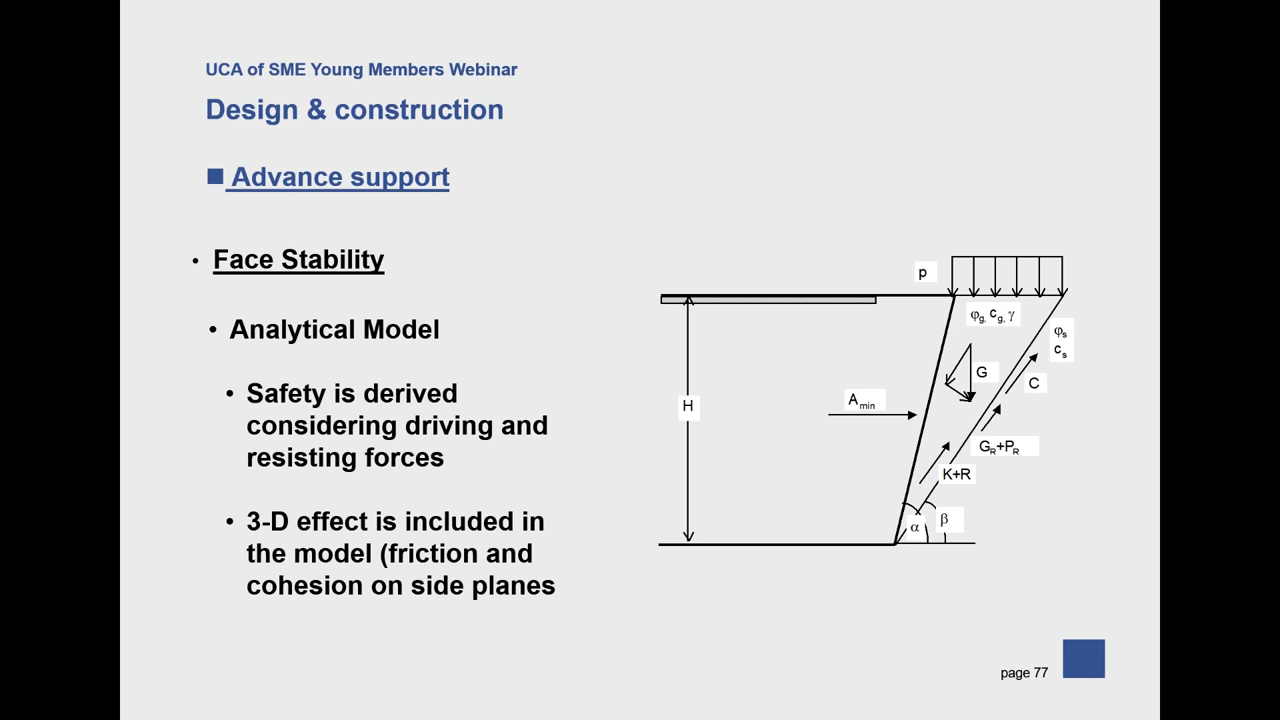 UCA of SME Young Members Webinar
Design & construction
■ Advance support
• Face Stability
• Analytical Model
• Safety is derived
considering driving and
resisting forces
• 3-D effect is included in
the model (friction and
cohesion on side planes
p
φg, cg, γ
φs
cs
G
C
Amin
H
GR+PR
K+R
α
β
page 77